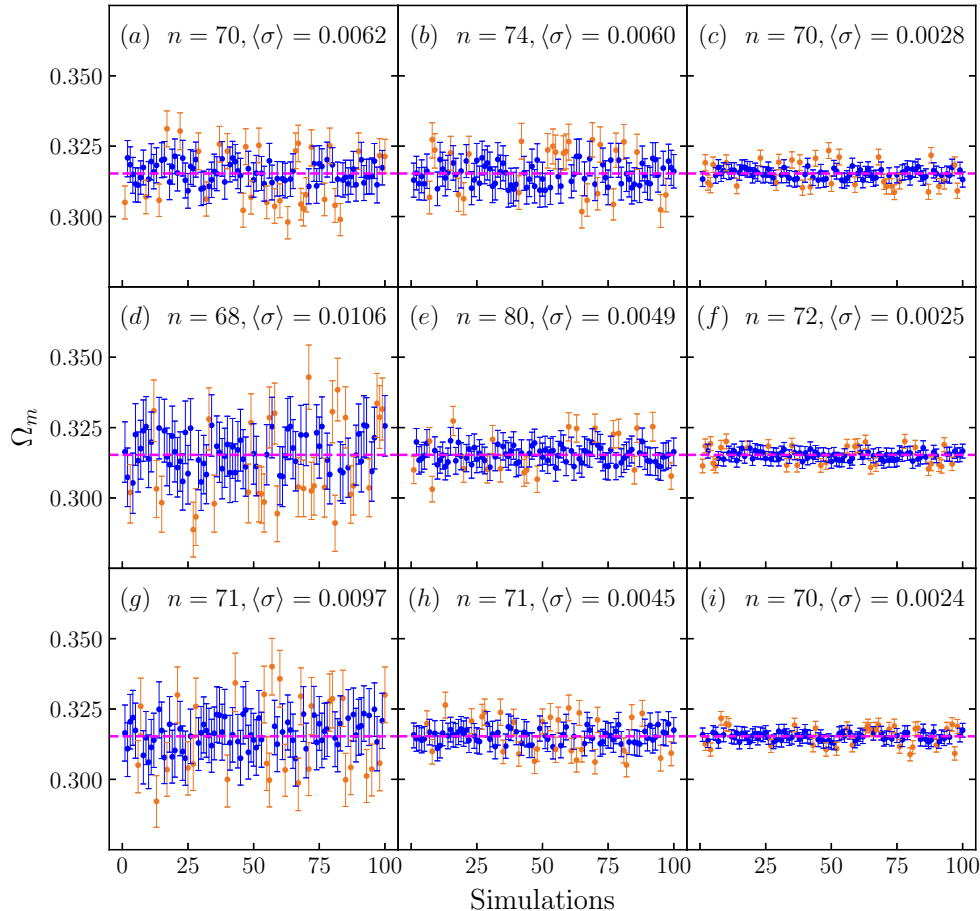 (a) n = 70, ⟨σ⟩ = 0.0062
(b) n = 74, ⟨σ⟩ = 0.0060
(c) n = 70, ⟨σ⟩ = 0.0028
0.350
0.325
0.300
(d) n = 68, ⟨σ⟩ = 0.0106
(e) n = 80, ⟨σ⟩ = 0.0049
(f) n = 72, ⟨σ⟩ = 0.0025
0.350
0.325
0.300
Ω_m
(g) n = 71, ⟨σ⟩ = 0.0097
(h) n = 71, ⟨σ⟩ = 0.0045
(i) n = 70, ⟨σ⟩ = 0.0024
0.350
0.325
0.300
0 25 50 75 100
25 50 75 100
25 50 75 100
Simulations